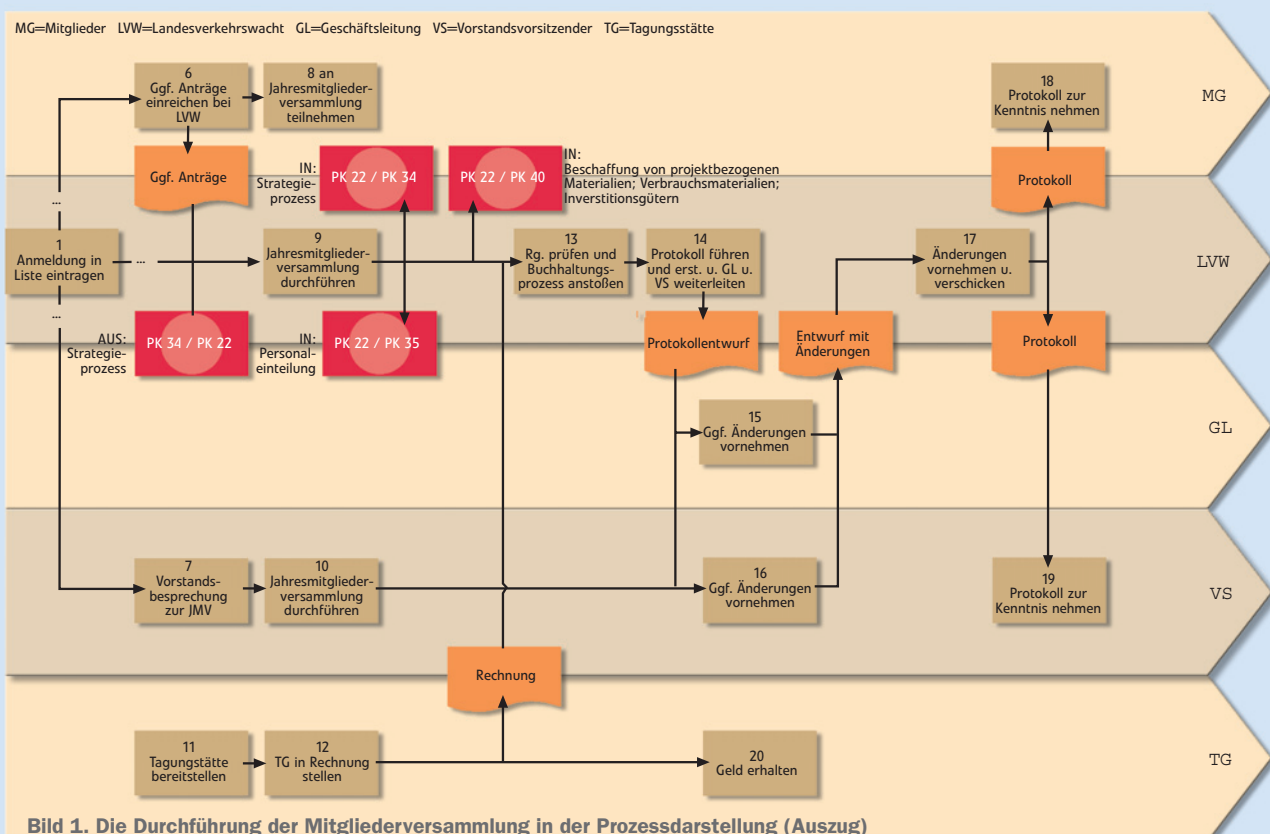 MG=Mitglieder LVW=Landesverkehrswacht GL=Geschäftsleitung VS=Vorstandsvorsitzender TG=Tagungsstätte
6
Ggf. Anträge
einreichen bei
LVW
8 an
Jahresmitglieder-
versammlung
teilnehmen
18
Protokoll zur
Kenntnis nehmen
MG
Ggf. Anträge
IN:
Strategie-
prozess
PK 22 / PK 34
PK 22 / PK 40
IN:
Beschaffung von projektbezogenen
Materialien; Verbrauchsmaterialien;
Inverstitionsgütern
Protokoll
...
1
Anmeldung in
Liste eintragen
...
9
Jahresmitglieder-
versammlung
durchführen
13
Rg. prüfen und
Buchhaltungs-
prozess anstoßen
14
Protokoll führen
und erst. u. GL u.
VS weiterleiten
17
Änderungen
vornehmen u.
verschicken
LVW
...
AUS:
Strategie-
prozess
PK 34 / PK 22
IN:
Personal-
einteilung
PK 22 / PK 35
Protokollentwurf
Entwurf mit
Änderungen
Protokoll
15
Ggf. Änderungen
vornehmen
GL
7
Vorstands-
besprechung
zur JMV
10
Jahresmitglieder-
versammlung
durchführen
16
Ggf. Änderungen
vornehmen
19
Protokoll zur
Kenntnis nehmen
VS
Rechnung
11
Tagungstätte
bereitstellen
12
TG in Rechnung
stellen
20
Geld erhalten
TG
Bild 1. Die Durchführung der Mitgliederversammlung in der Prozessdarstellung (Auszug)